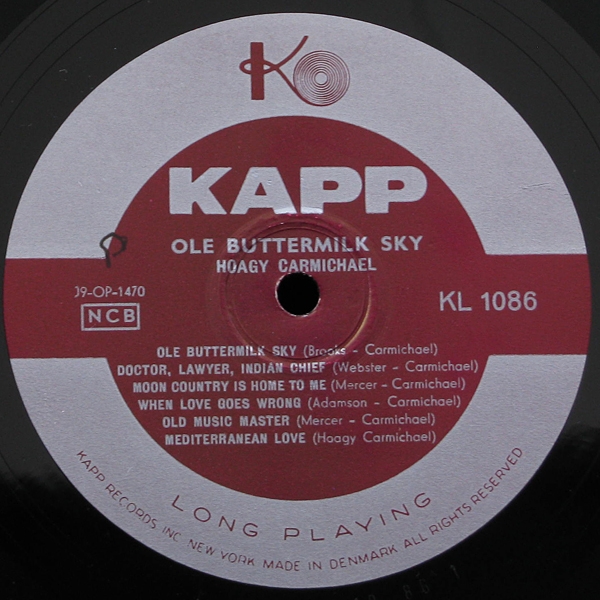 K
KAPP
OLE BUTTERMILK SKY
HOAGY CARMICHAEL
P
J9-OP-1470
NCB
KL 1086
OLE BUTTERMILK SKY (Brooks - Carmichael)
DOCTOR, LAWYER, INDIAN CHIEF (Webster - Carmichael)
MOON COUNTRY IS HOME TO ME (Mercer - Carmichael)
WHEN LOVE GOES WRONG (Adamson - Carmichael)
OLD MUSIC MASTER (Mercer - Carmichael)
MEDITERRANEAN LOVE (Hoagy Carmichael)
LONG PLAYING
KAPP RECORDS INC NEW YORK MADE IN DENMARK ALL RIGHTS RESERVED